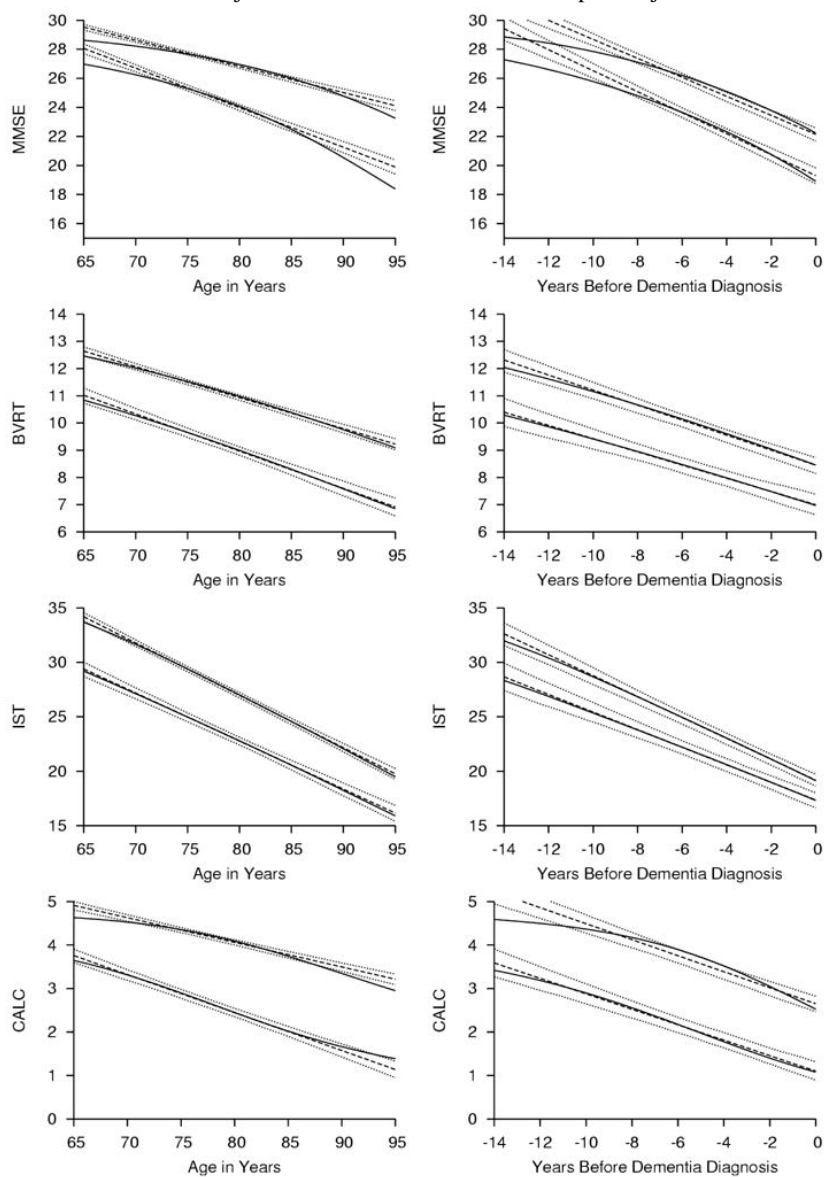 MMSE
30
28
26
24
22
20
18
16
65 70 75 80 85 90 95
Age in Years
MMSE
30
28
26
24
22
20
18
16
-14 -12 -10 -8 -6 -4 -2 0
Years Before Dementia Diagnosis
BVRT
14
13
12
11
10
9
8
7
6
65 70 75 80 85 90 95
Age in Years
BVRT
14
13
12
11
10
9
8
7
6
-14 -12 -10 -8 -6 -4 -2 0
Years Before Dementia Diagnosis
IST
35
30
25
20
15
65 70 75 80 85 90 95
Age in Years
IST
35
30
25
20
15
-14 -12 -10 -8 -6 -4 -2 0
Years Before Dementia Diagnosis
CALC
5
4
3
2
1
0
65 70 75 80 85 90 95
Age in Years
CALC
5
4
3
2
1
0
-14 -12 -10 -8 -6 -4 -2 0
Years Before Dementia Diagnosis